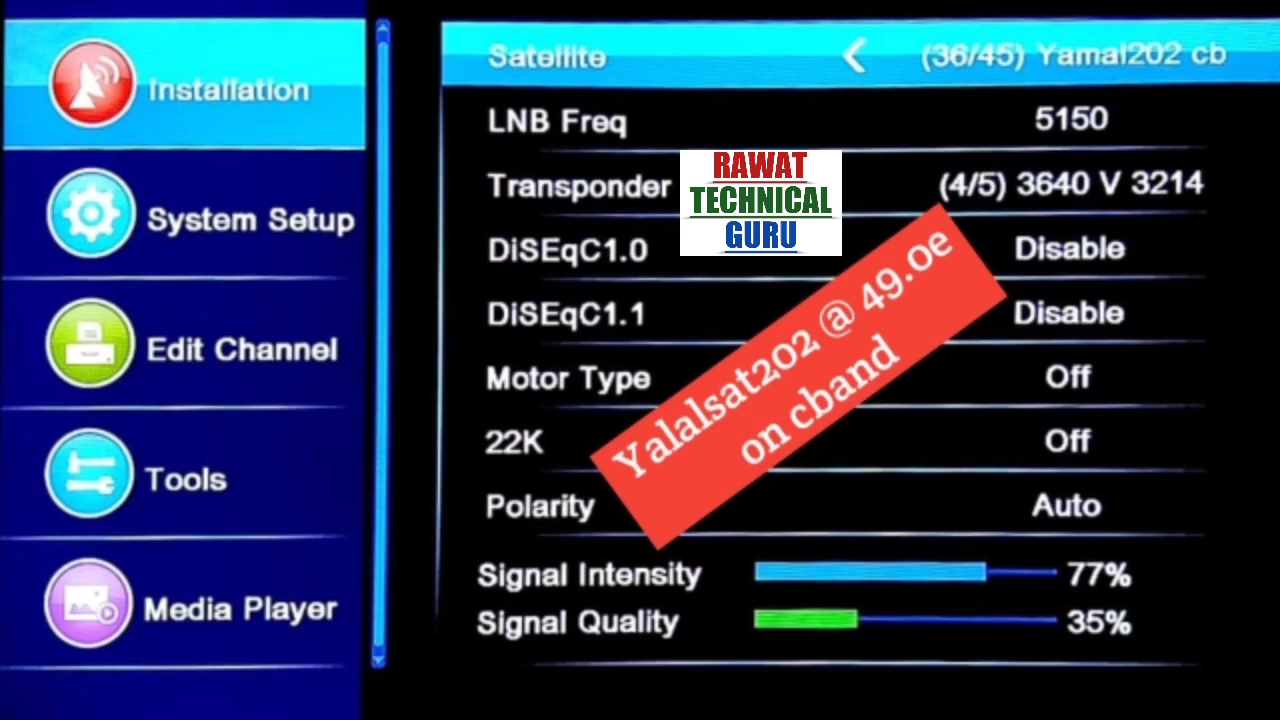 Installation
System Setup
Edit Channel
Tools
Media Player
Satellite (36/45) Yamal202 cb
LNB Freq 5150
Transponder (4/5) 3640 V 3214
DiSEqC1.0 Disable
DiSEqC1.1 Disable
Motor Type Off
22K Off
Polarity Auto
Signal Intensity 77%
Signal Quality 35%
RAWAT
TECHNICAL
GURU
Yalalsat202 @ 49.0e
on cband